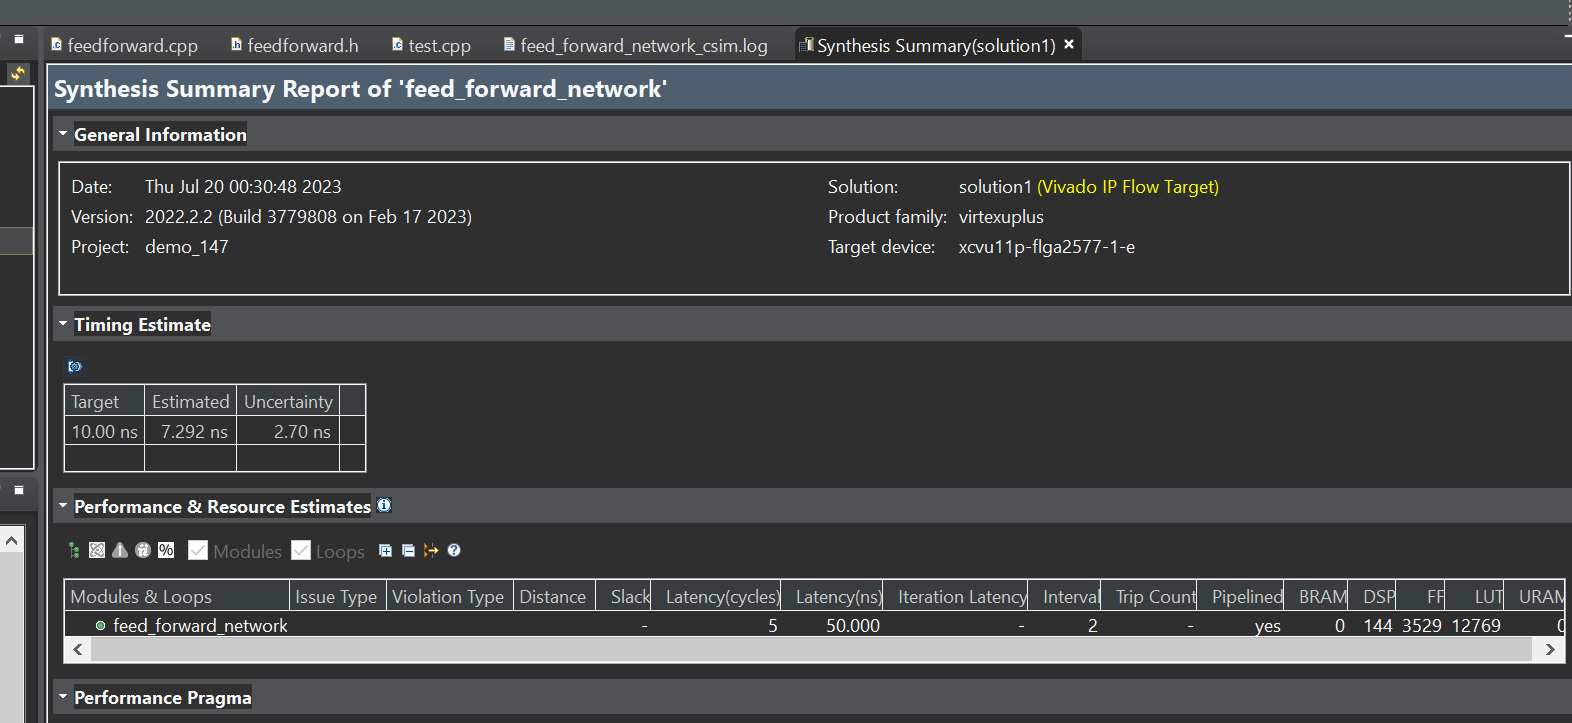 feedforward.cpp feedforward.h test.cpp feed_forward_network_csim.log Synthesis Summary(solution1)
Synthesis Summary Report of 'feed_forward_network'
General Information
Date: Thu Jul 20 00:30:48 2023 Solution: solution1 (Vivado IP Flow Target)
Version: 2022.2.2 (Build 3779808 on Feb 17 2023) Product family: virtexuplus
Project: demo_147 Target device: xcvu11p-flga2577-1-e
Timing Estimate
Target Estimated Uncertainty
10.00 ns 7.292 ns 2.70 ns
Performance & Resource Estimates
% Modules Loops
Modules & Loops Issue Type Violation Type Distance Slack Latency(cycles) Latency(ns) Iteration Latency Interval Trip Count Pipelined BRAM DSP FF LUT URAM
feed_forward_network - 5 50.000 - 2 - yes 0 144 3529 12769 0
Performance Pragma